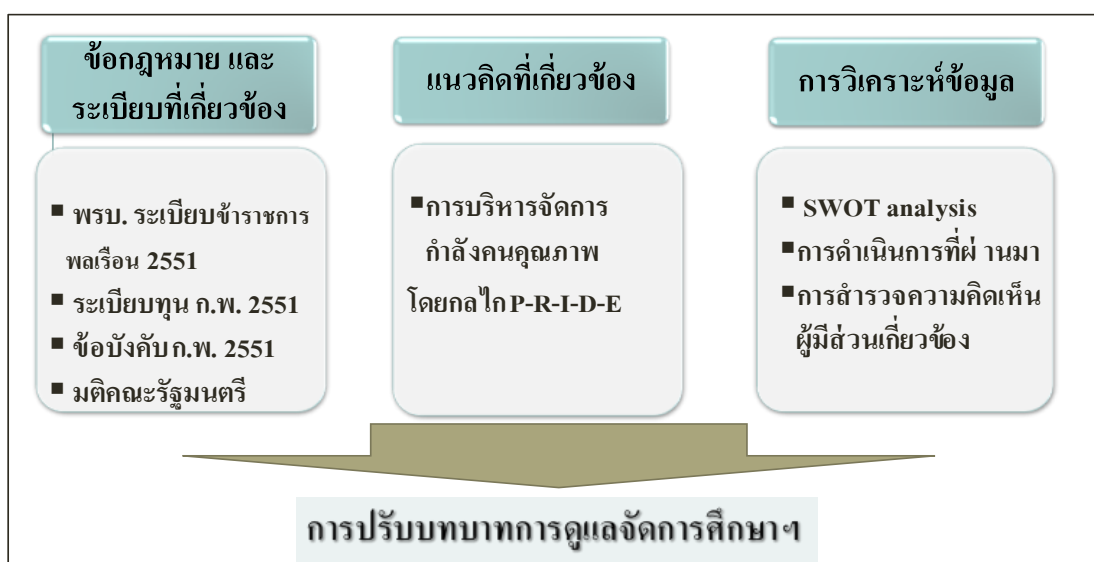 ข้อกฎหมาย และ
ระเบียบที่เกี่ยวข้อง
▪ พรบ. ระเบียบข้าราชการ
พลเรือน 2551
▪ ระเบียบทุน ก.พ. 2551
▪ ข้อบังคับ ก.พ. 2551
▪ มติคณะรัฐมนตรี
แนวคิดที่เกี่ยวข้อง
▪การบริหารจัดการ
กำลังคนคุณภาพ
โดยกลไก P-R-I-D-E
การวิเคราะห์ข้อมูล
▪ SWOT analysis
▪การดำเนินการที่ผ่านมา
▪การสำรวจความคิดเห็น
ผู้มีส่วนเกี่ยวข้อง
การปรับบทบาทการดูแลจัดการศึกษาฯ